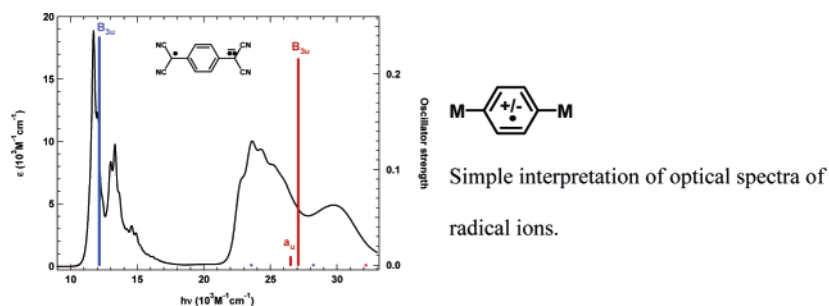 20
15
10
5
0
ε (10³M⁻¹cm⁻¹)
B₃ᵤ
NC
CN
NC
CN
B₃ᵤ
aᵤ
0.2
0.1
0.0
Oscillator strength
10
15
20
25
30
hν (10³M⁻¹cm⁻¹)
M
+/-
M
Simple interpretation of optical spectra of
radical ions.